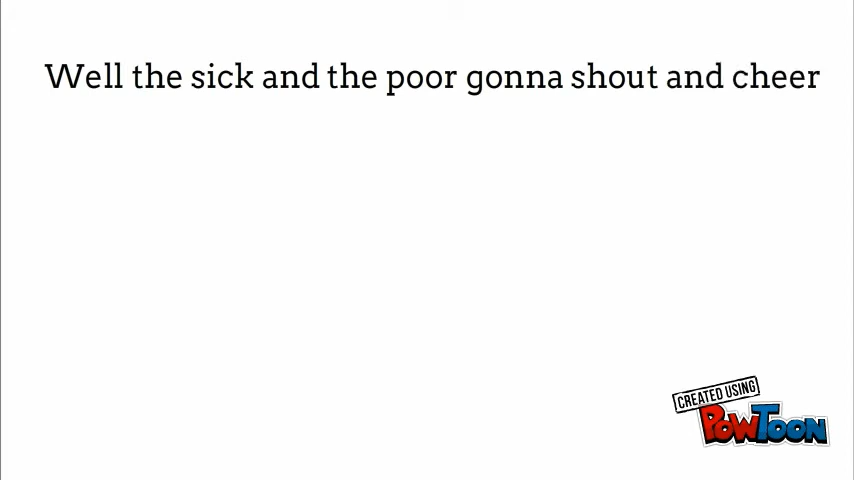 Well the sick and the poor gonna shout and cheer
CREATED USING
POWTOON